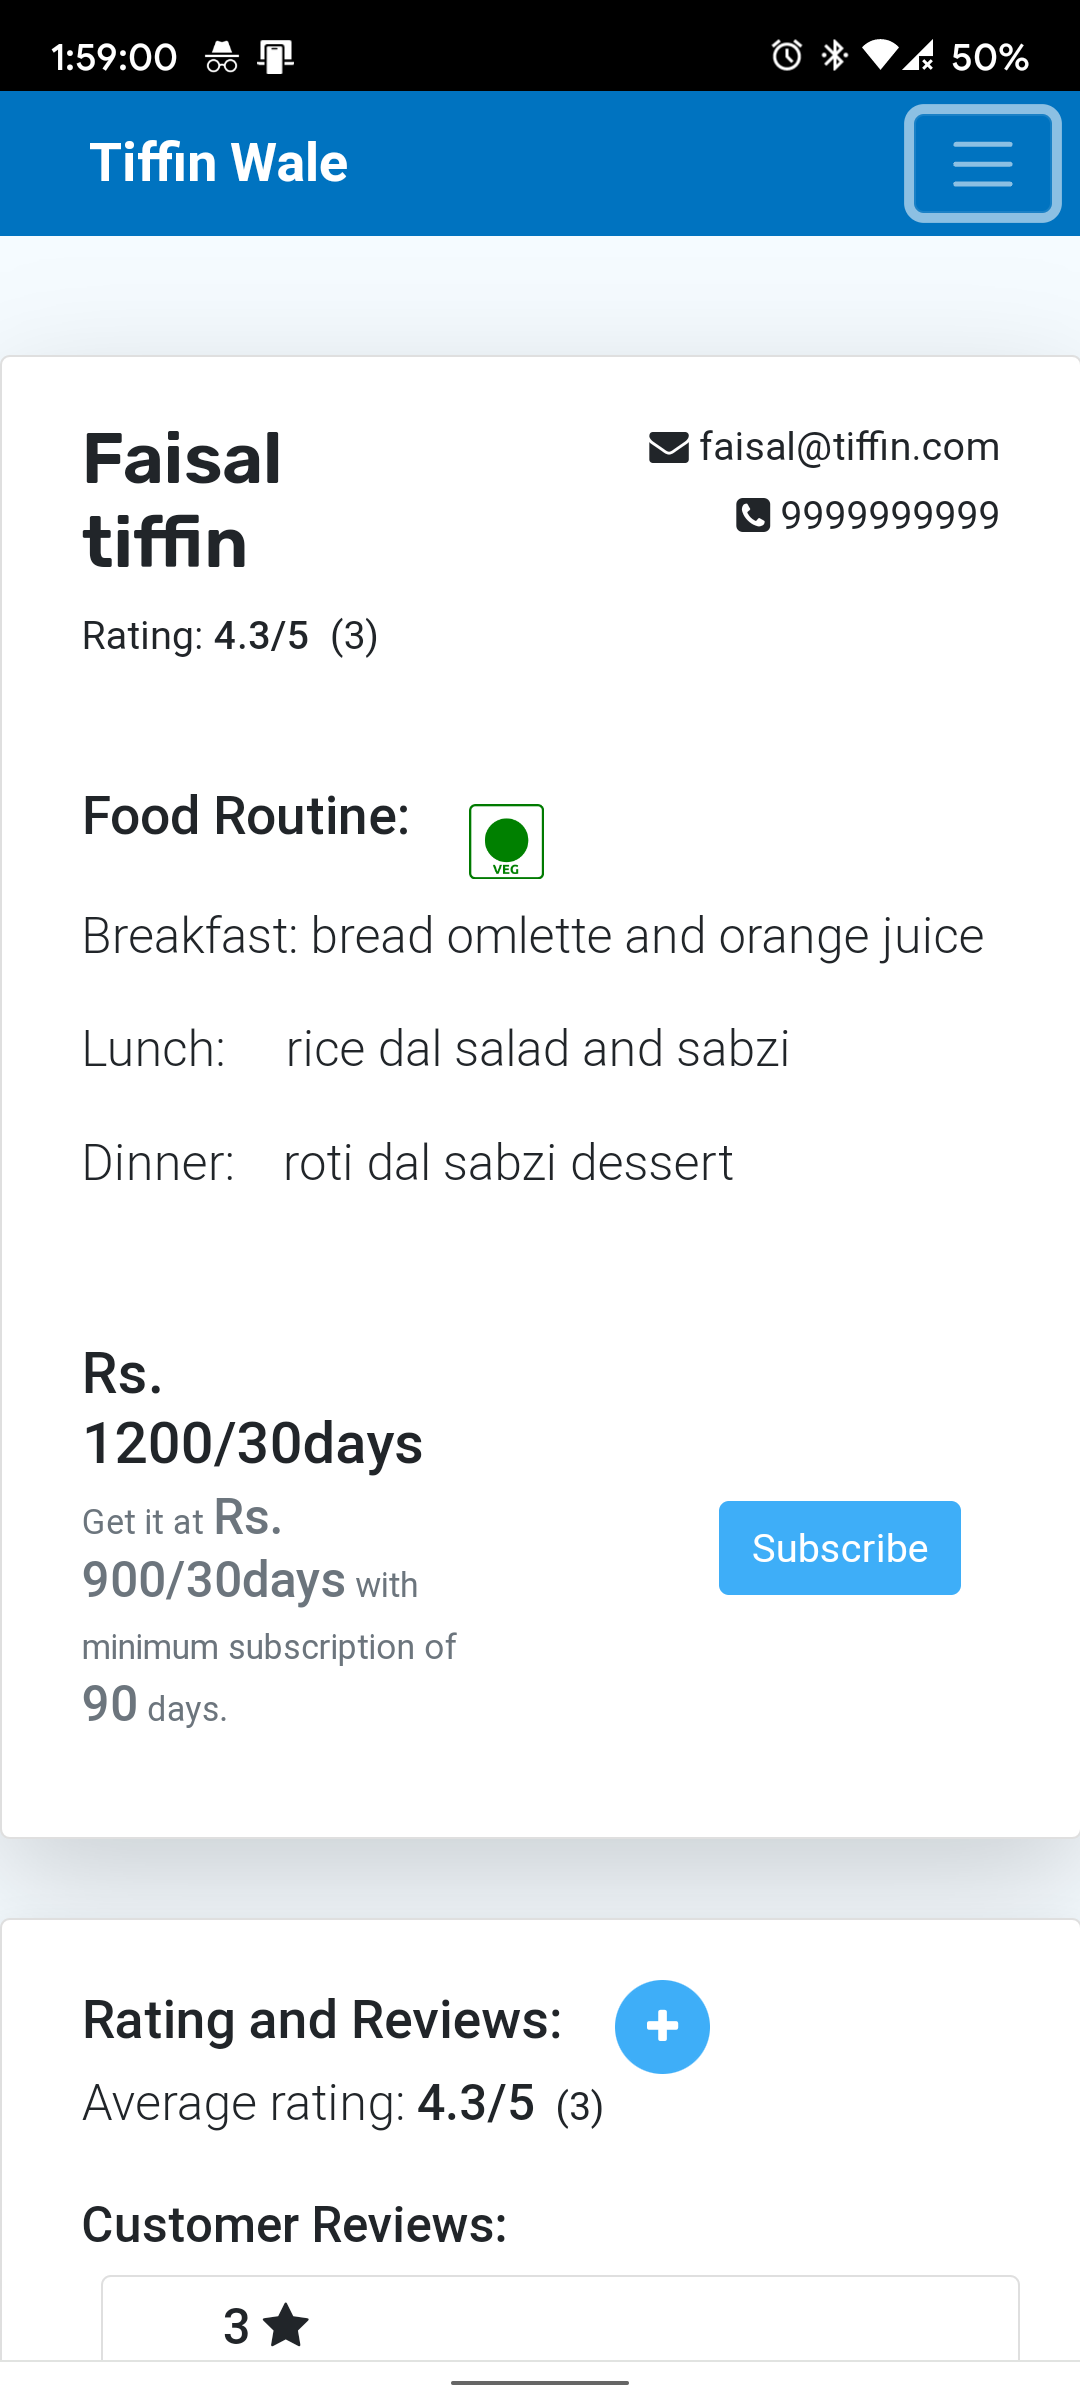 1:59:00
50%
Tiffin Wale
Faisal
tiffin
faisal@tiffin.com
9999999999
Rating: 4.3/5 (3)
Food Routine:
VEG
Breakfast: bread omlette and orange juice
Lunch: rice dal salad and sabzi
Dinner: roti dal sabzi dessert
Rs.
1200/30days
Get it at Rs.
900/30days with
minimum subscription of
90 days.
Subscribe
Rating and Reviews:
Average rating: 4.3/5 (3)
Customer Reviews:
3